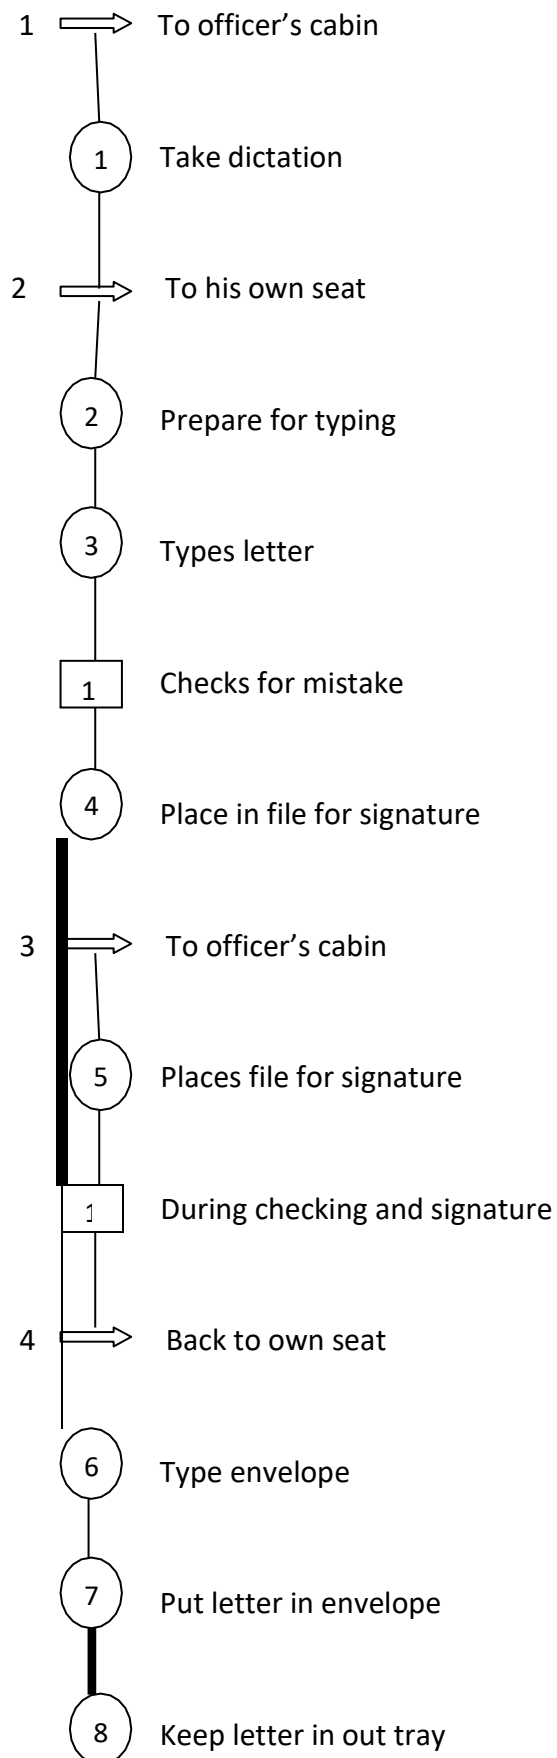 1 To officer’s cabin
1 Take dictation
2 To his own seat
2 Prepare for typing
3 Types letter
1 Checks for mistake
4 Place in file for signature
3 To officer’s cabin
5 Places file for signature
1 During checking and signature
4 Back to own seat
6 Type envelope
7 Put letter in envelope
8 Keep letter in out tray